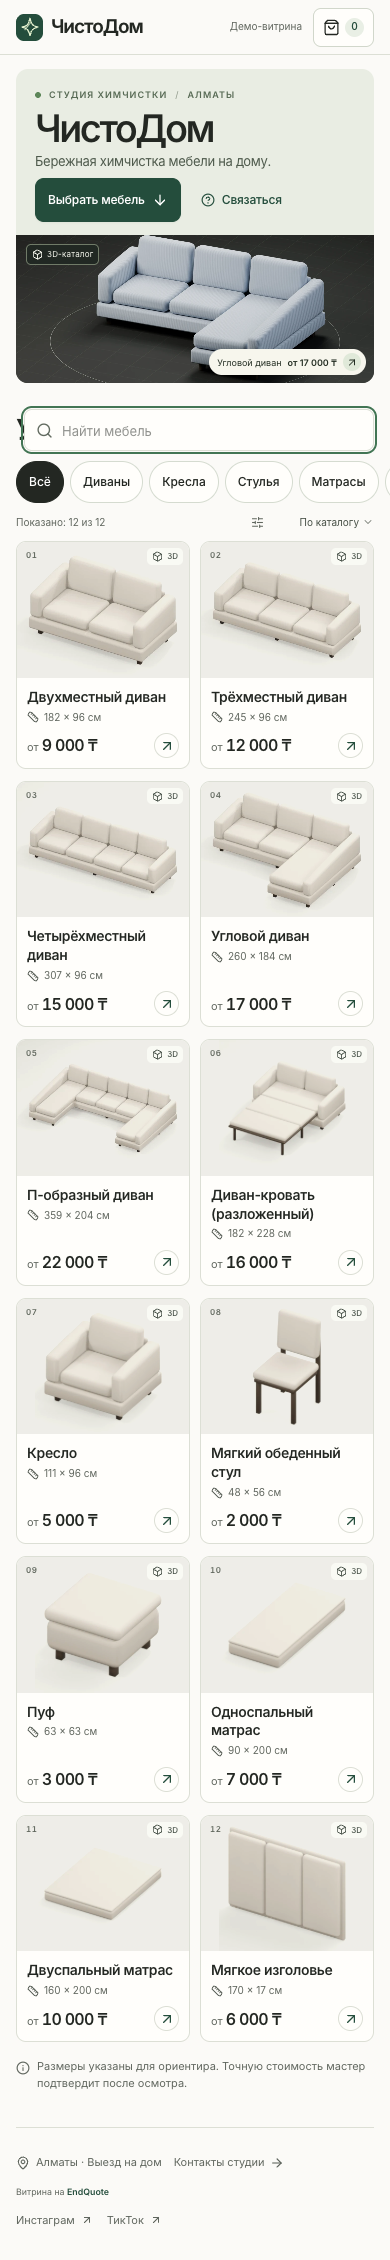 ЧистоДом
Демо-витрина
0
СТУДИЯ ХИМЧИСТКИ / АЛМАТЫ
ЧистоДом
Бережная химчистка мебели на дому.
Выбрать мебель
Связаться
3D-каталог
Угловой диван от 17 000 ₸
Найти мебель
Всё
Диваны
Кресла
Стулья
Матрасы
Показано: 12 из 12
По каталогу
01
3D
Двухместный диван
182 × 96 см
от 9 000 ₸
02
3D
Трёхместный диван
245 × 96 см
от 12 000 ₸
03
3D
Четырёхместный
диван
307 × 96 см
от 15 000 ₸
04
3D
Угловой диван
260 × 184 см
от 17 000 ₸
05
3D
П-образный диван
359 × 204 см
от 22 000 ₸
06
3D
Диван-кровать
(разложенный)
182 × 228 см
от 16 000 ₸
07
3D
Кресло
111 × 96 см
от 5 000 ₸
08
3D
Мягкий обеденный
стул
48 × 56 см
от 2 000 ₸
09
3D
Пуф
63 × 63 см
от 3 000 ₸
10
3D
Односпальный
матрас
90 × 200 см
от 7 000 ₸
11
3D
Двуспальный матрас
160 × 200 см
от 10 000 ₸
12
3D
Мягкое изголовье
170 × 17 см
от 6 000 ₸
Размеры указаны для ориентира. Точную стоимость мастер
подтвердит после осмотра.
Алматы · Выезд на дом
Контакты студии
Витрина на EndQuote
Инстаграм
ТикТок